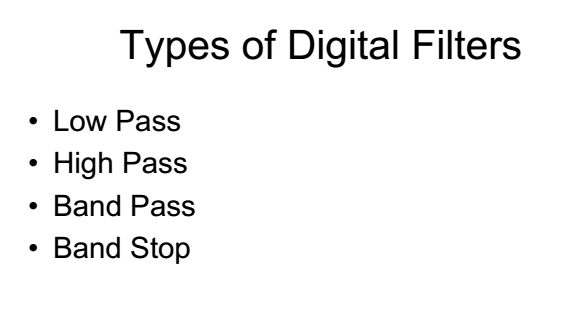 Types of Digital Filters
• Low Pass
• High Pass
• Band Pass
• Band Stop